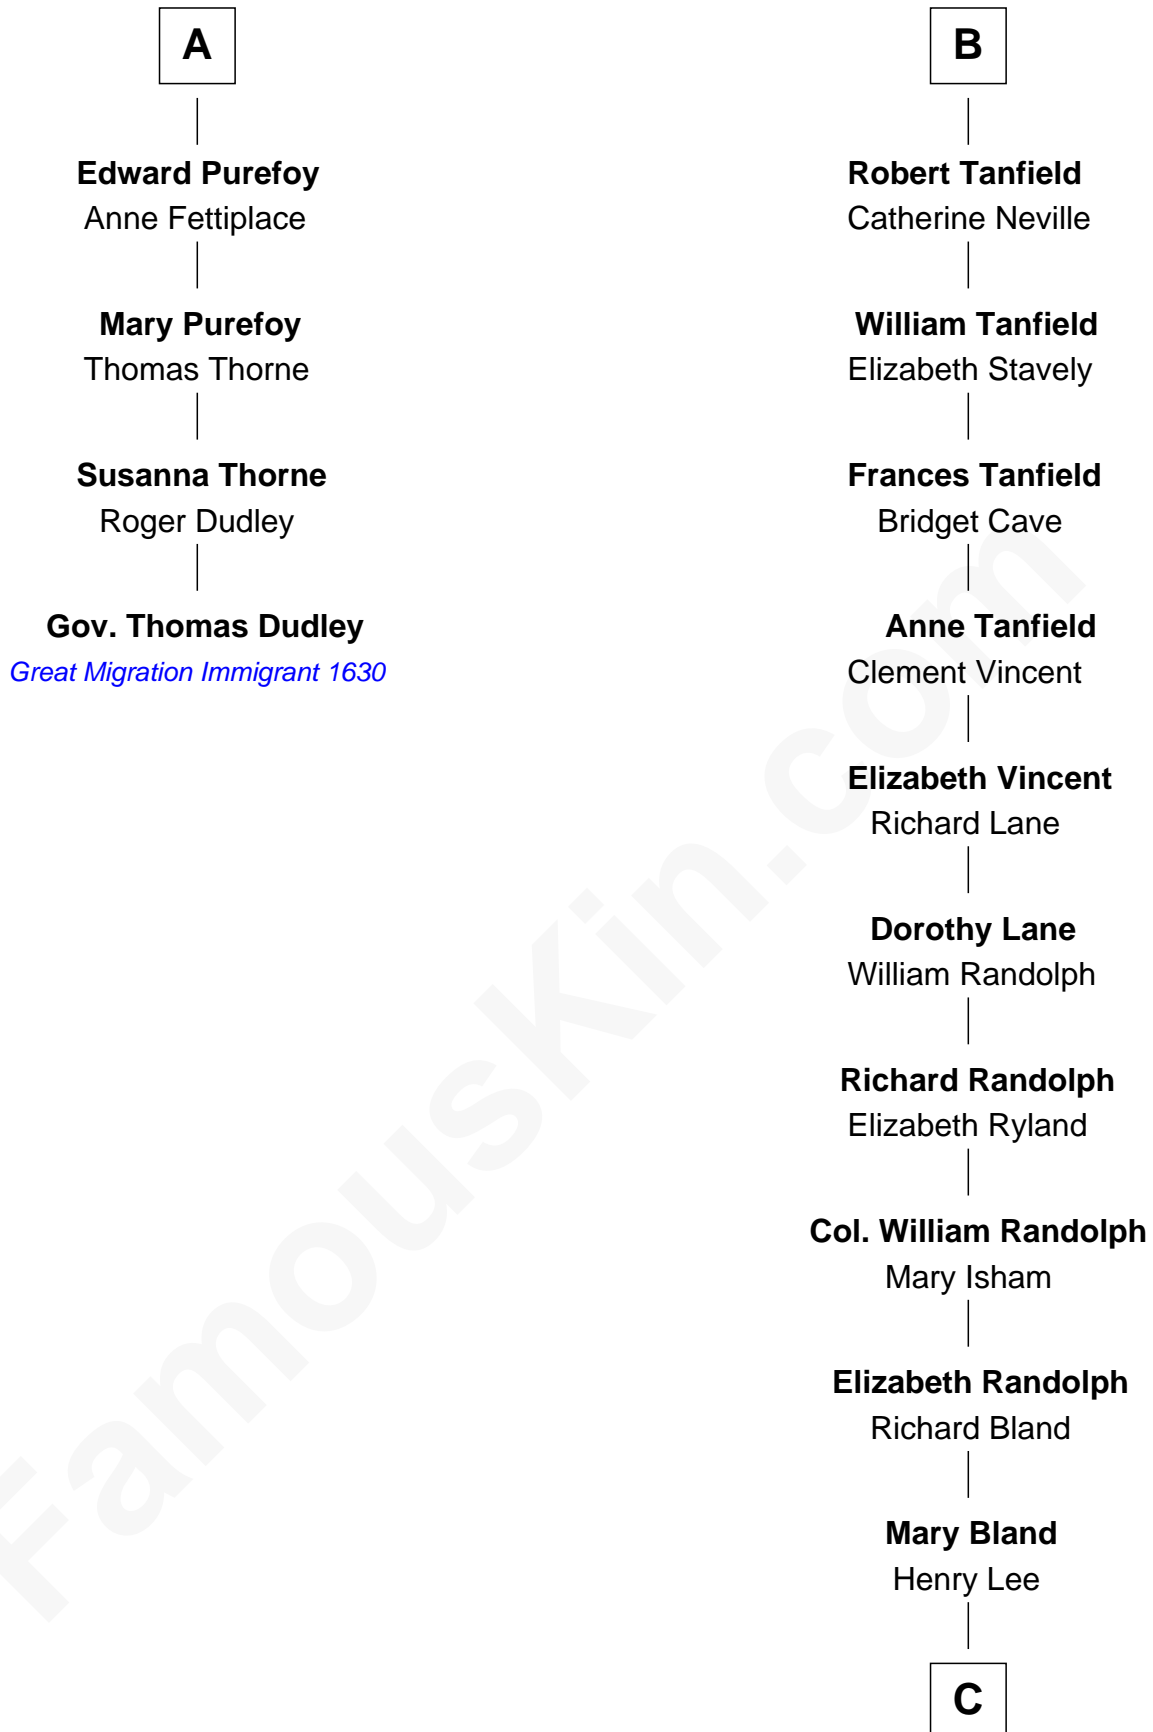 A
Edward Purefoy
Anne Fettiplace
Mary Purefoy
Thomas Thorne
Susanna Thorne
Roger Dudley
Gov. Thomas Dudley
Great Migration Immigrant 1630
B
Robert Tanfield
Catherine Neville
William Tanfield
Elizabeth Stavely
Frances Tanfield
Bridget Cave
Anne Tanfield
Clement Vincent
Elizabeth Vincent
Richard Lane
Dorothy Lane
William Randolph
Richard Randolph
Elizabeth Ryland
Col. William Randolph
Mary Isham
Elizabeth Randolph
Richard Bland
Mary Bland
Henry Lee
C
FamousKin.com